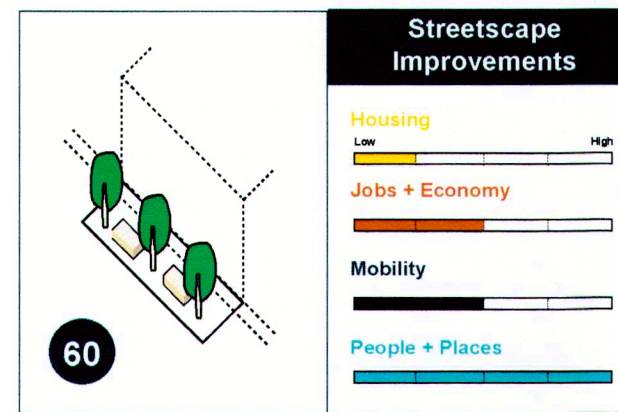 60
Streetscape
Improvements
Housing
Low High
Jobs + Economy
Mobility
People + Places